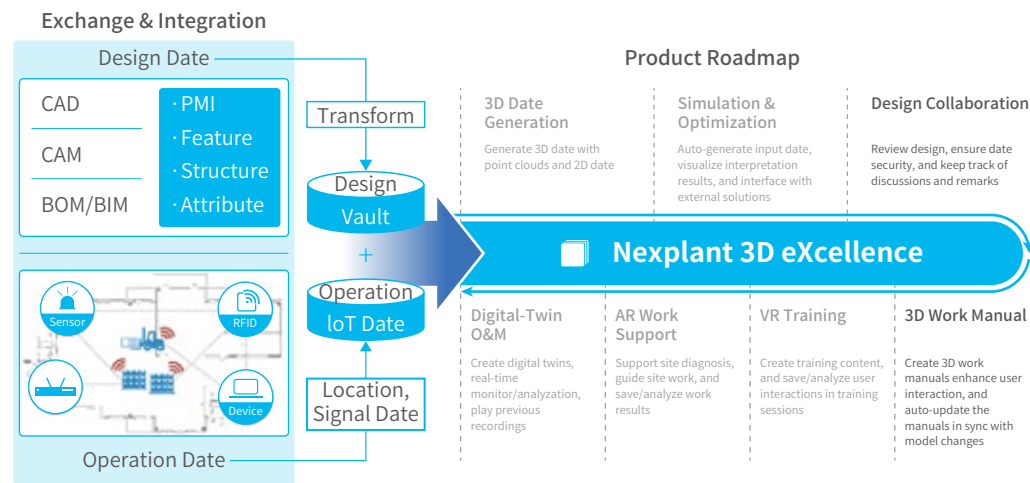 Exchange & Integration
Design Date
CAD
CAM
BOM/BIM
· PMI
· Feature
· Structure
· Attribute
Sensor
RFID
Device
Operation Date
Transform
Design
Vault
+
Operation
loT Date
Location,
Signal Date
Product Roadmap
3D Date
Generation
Generate 3D date with
point clouds and 2D date
Simulation &
Optimization
Auto-generate input date,
visualize interpretation
results, and interface with
external solutions
Design Collaboration
Review design, ensure date
security, and keep track of
discussions and remarks
Nexplant 3D eXcellence
Digital-Twin
O&M
Create digital twins,
real-time
monitor/analyzation,
play previous
recordings
AR Work
Support
Support site diagnosis,
guide site work, and
save/analyze work
results
VR Training
Create training content,
and save/analyze user
interactions in training
sessions
3D Work Manual
Create 3D work
manuals enhance user
interaction, and
auto-update the
manuals in sync with
model changes